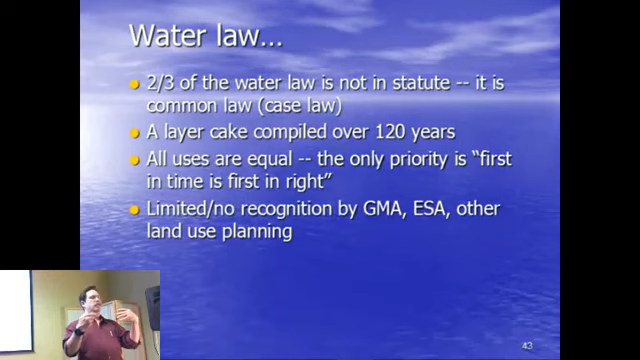 Water law...
2/3 of the water law is not in statute -- it is
common law (case law)
A layer cake compiled over 120 years
All uses are equal -- the only priority is “first
in time is first in right”
Limited/no recognition by GMA, ESA, other
land use planning
43